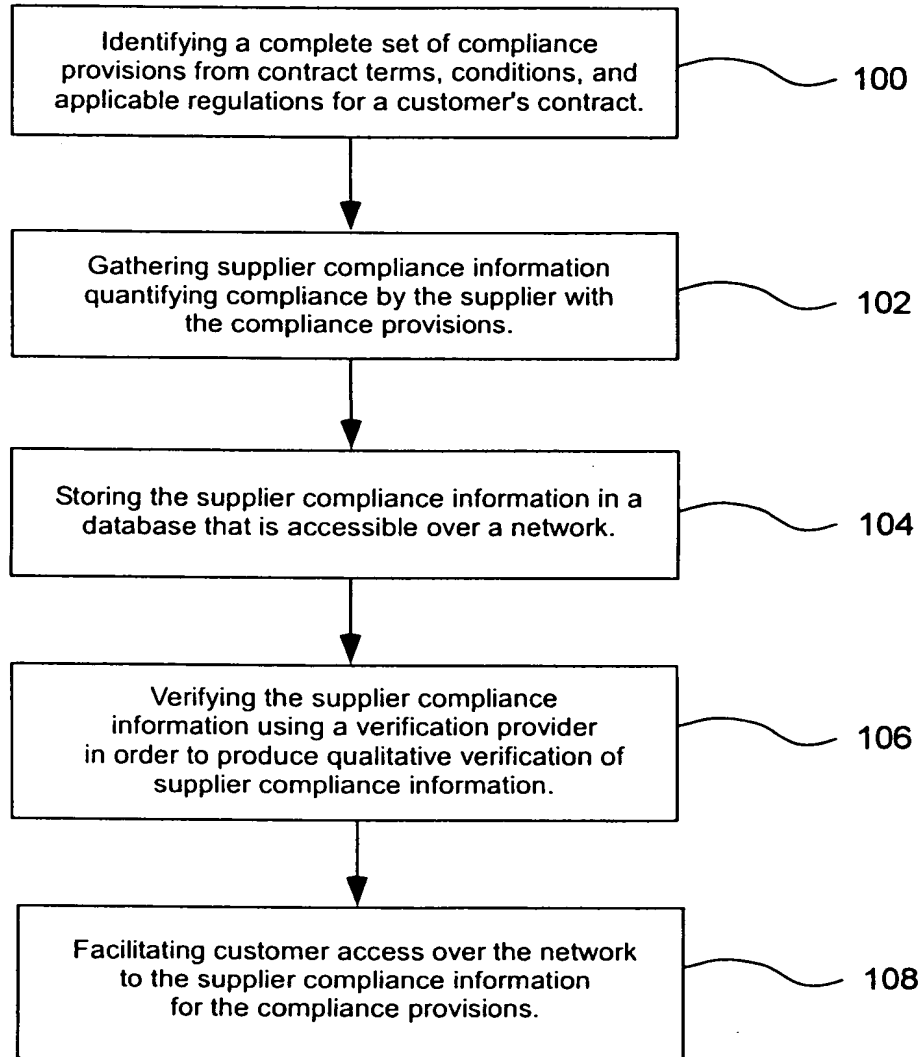 Identifying a complete set of compliance
provisions from contract terms, conditions, and
applicable regulations for a customer's contract.
100
Gathering supplier compliance information
quantifying compliance by the supplier with
the compliance provisions.
102
Storing the supplier compliance information in a
database that is accessible over a network.
104
Verifying the supplier compliance
information using a verification provider
in order to produce qualitative verification of
supplier compliance information.
106
Facilitating customer access over the network
to the supplier compliance information
for the compliance provisions.
108